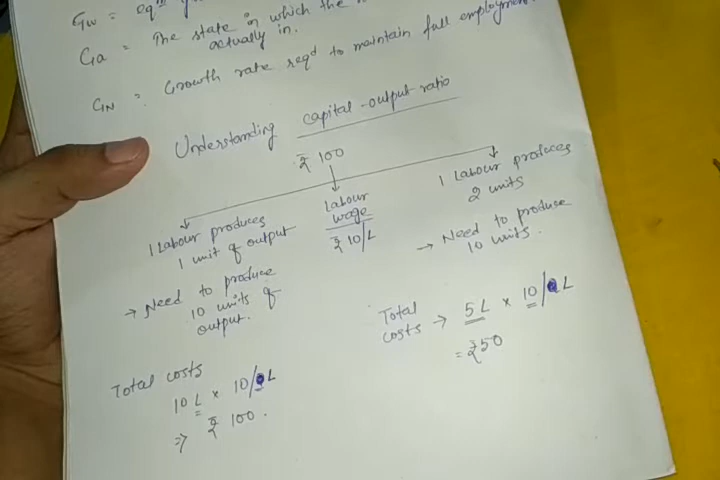 Gw = eqm
Ga = The state in which the
actually in.
GN = Growth rate reqd to maintain full employment.
Understanding capital-output-ratio
₹ 100
1 Labour produces
1 unit of output
→ Need to produce
10 units of
output.
Total costs
10 L × 10/L
⇒ ₹ 100.
Labour
wage
₹ 10/L
1 Labour produces
2 units
→ Need to produce
10 units.
Total
costs → 5 L × 10/L
= ₹50